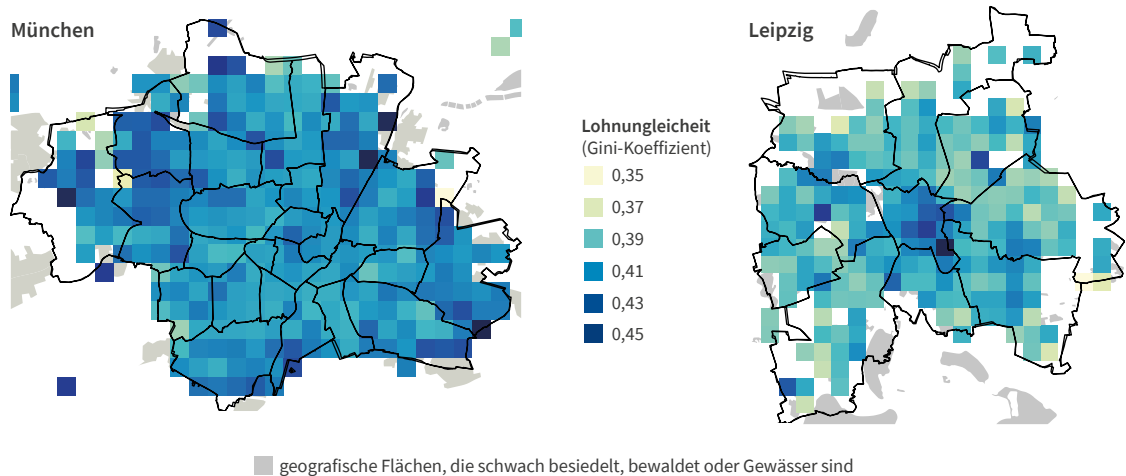 München
Leipzig
Lohnungleicheit
(Gini-Koeffizient)
0,35
0,37
0,39
0,41
0,43
0,45
geografische Flächen, die schwach besiedelt, bewaldet oder Gewässer sind